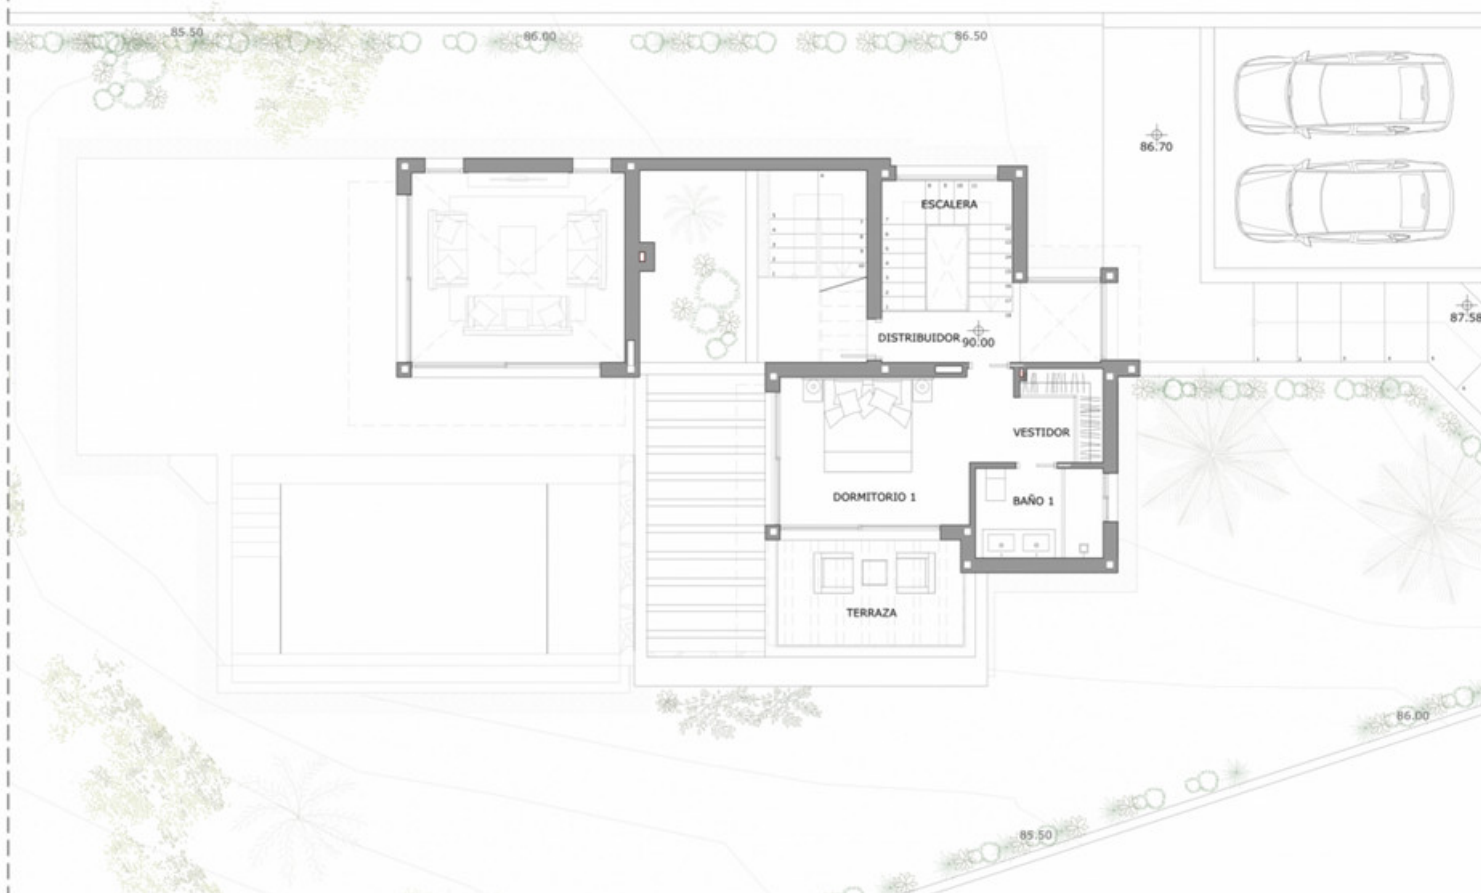 85.50
86.00
86.50
86.70
ESCALERA
87.58
DISTRIBUIDOR
90.00
VESTIDOR
DORMITORIO 1
BAÑO 1
TERRAZA
86.00
85.50